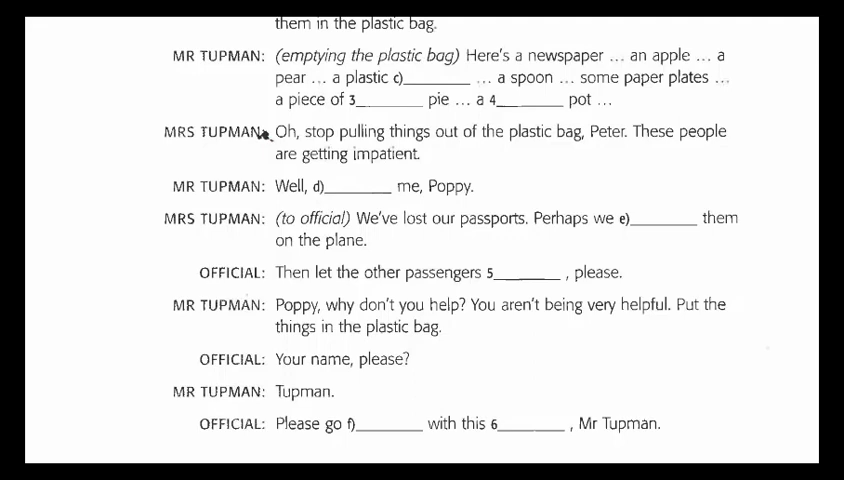 them in the plastic bag.
MR TUPMAN: (emptying the plastic bag) Here's a newspaper ... an apple ... a
pear ... a plastic c)________ ... a spoon ... some paper plates ...
a piece of 3________ pie ... a 4________ pot ...
MRS TUPMAN: Oh, stop pulling things out of the plastic bag, Peter. These people
are getting impatient.
MR TUPMAN: Well, d)________ me, Poppy.
MRS TUPMAN: (to official) We've lost our passports. Perhaps we e)________ them
on the plane.
OFFICIAL: Then let the other passengers 5________ , please.
MR TUPMAN: Poppy, why don't you help? You aren't being very helpful. Put the
things in the plastic bag.
OFFICIAL: Your name, please?
MR TUPMAN: Tupman.
OFFICIAL: Please go f)________ with this 6________ , Mr Tupman.